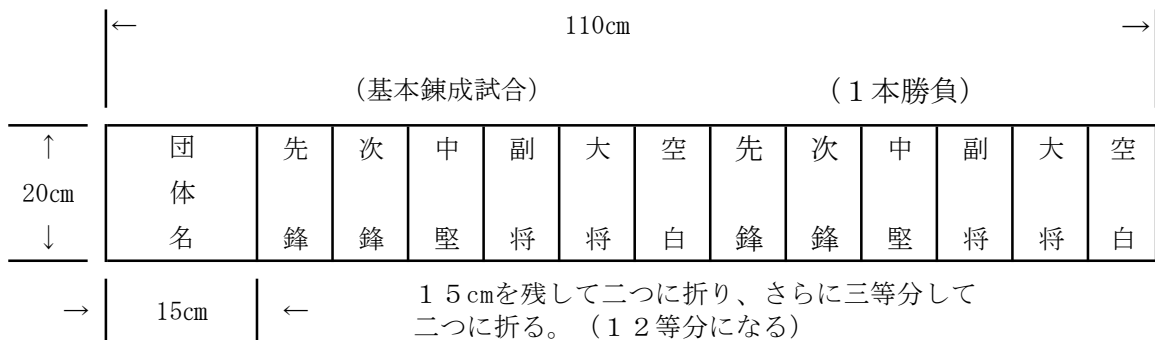 ← 110cm →
(基本錬成試合) (１本勝負)
↑ 団 先 次 中 副 大 空 先 次 中 副 大 空
20cm 体
↓ 名 鋒 鋒 堅 将 将 白 鋒 鋒 堅 将 将 白
→ 15cm ← １５cmを残して二つに折り、さらに三等分して
二つに折る。（１２等分になる）